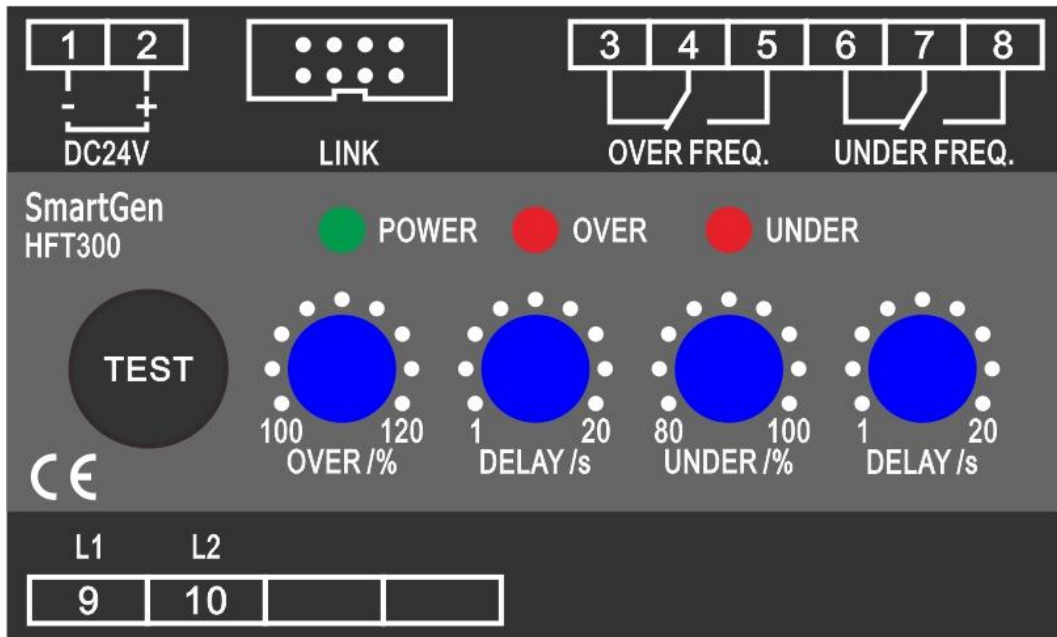 1 2 3 4 5 6 7 8
- +
DC24V LINK OVER FREQ. UNDER FREQ.
SmartGen
HFT300
POWER OVER UNDER
TEST
100 120 1 20 80 100 1 20
OVER /% DELAY /s UNDER /% DELAY /s
CE
L1 L2
9 10